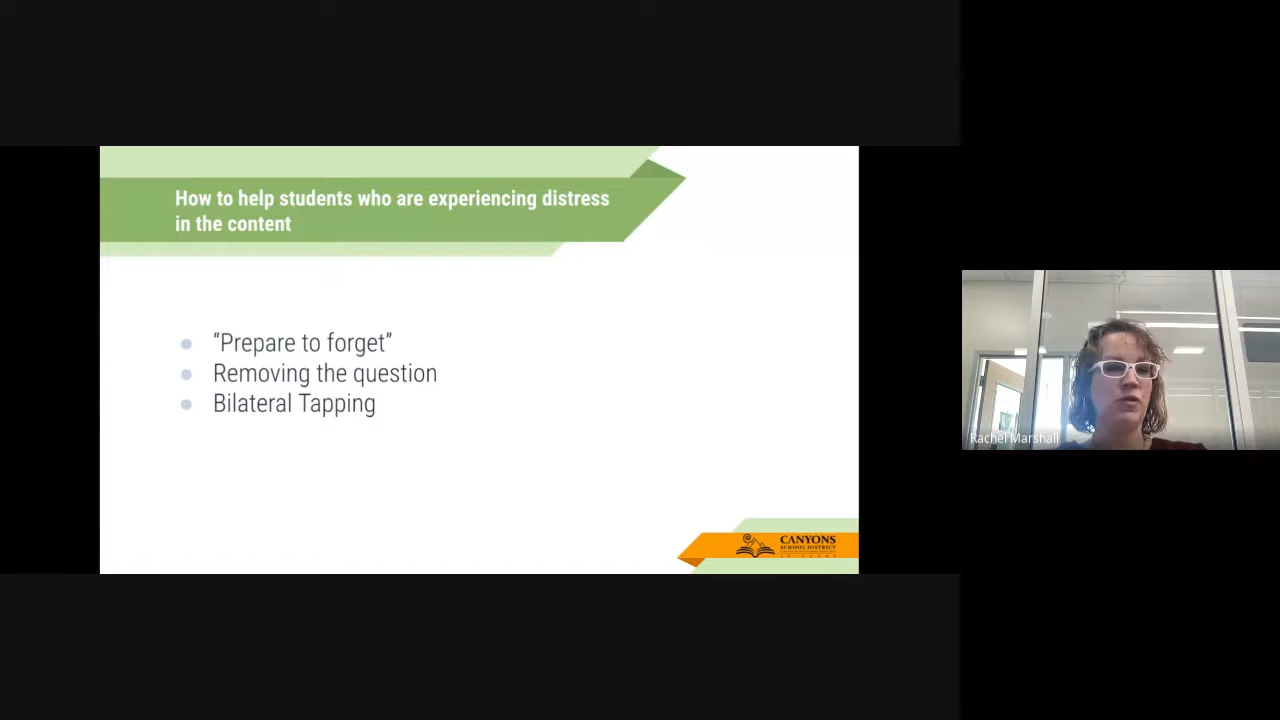 How to help students who are experiencing distress
in the content
“Prepare to forget”
Removing the question
Bilateral Tapping
Rachel Marshall
CANYONS
SCHOOL DISTRICT